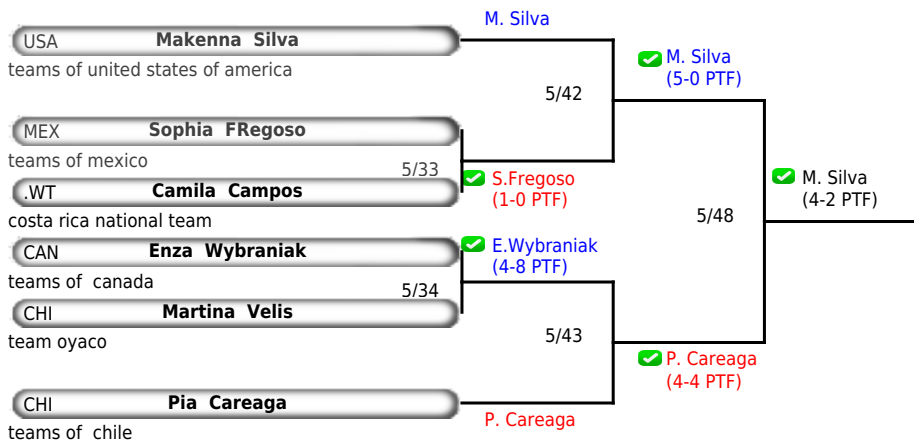 M. Silva
USA Makenna Silva
teams of united states of america
M. Silva
(5-0 PTF)
5/42
MEX Sophia FRegoso
teams of mexico
5/33
S.Fregoso
(1-0 PTF)
.WT Camila Campos
costa rica national team
M. Silva
(4-2 PTF)
5/48
CAN Enza Wybraniak
teams of canada
E.Wybraniak
(4-8 PTF)
5/34
CHI Martina Velis
team oyaco
5/43
P. Careaga
(4-4 PTF)
CHI Pia Careaga
teams of chile
P. Careaga